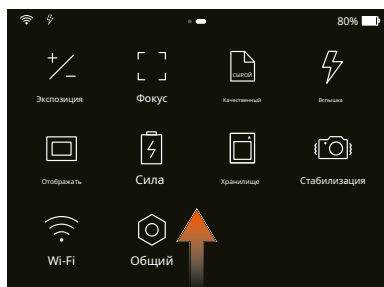 80%
СЫРОЙ
Экспозиция Фокус Качественный Вспышка
Отображать Сила Хранилище Стабилизация
Wi-Fi Общий